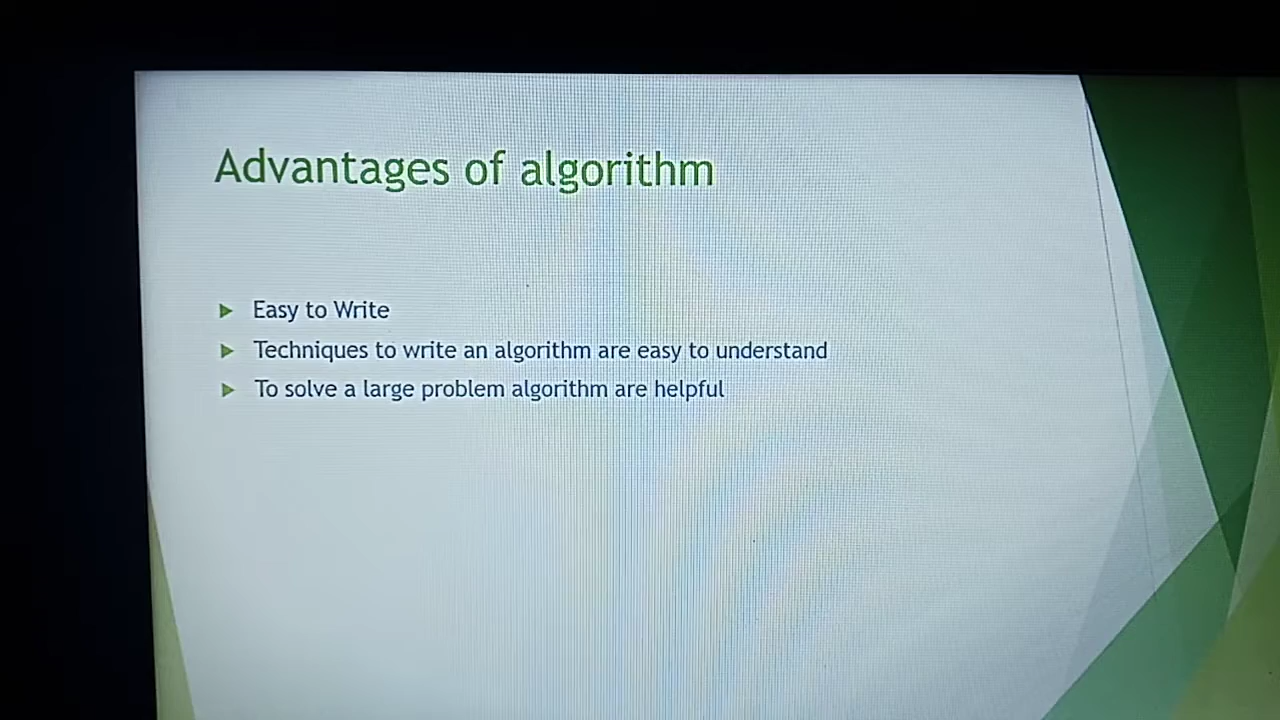 Advantages of algorithm
Easy to Write
Techniques to write an algorithm are easy to understand
To solve a large problem algorithm are helpful